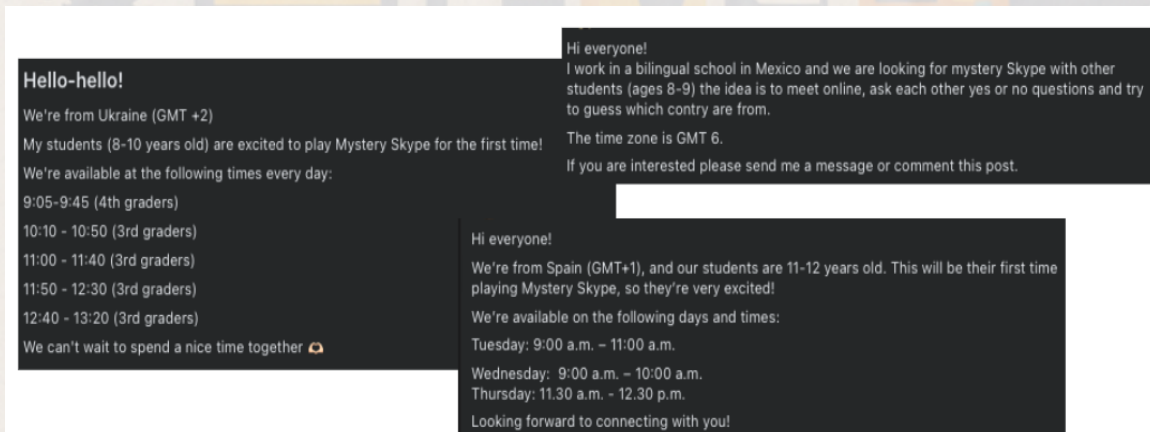 Hello-hello!
We're from Ukraine (GMT +2)
My students (8-10 years old) are excited to play Mystery Skype for the first time!
We're available at the following times every day:
9:05-9:45 (4th graders)
10:10 - 10:50 (3rd graders)
11:00 - 11:40 (3rd graders)
11:50 - 12:30 (3rd graders)
12:40 - 13:20 (3rd graders)
We can't wait to spend a nice time together 🫶🏻
Hi everyone!
I work in a bilingual school in Mexico and we are looking for mystery Skype with other
students (ages 8-9) the idea is to meet online, ask each other yes or no questions and try
to guess which contry are from.
The time zone is GMT 6.
If you are interested please send me a message or comment this post.
Hi everyone!
We're from Spain (GMT+1), and our students are 11-12 years old. This will be their first time
playing Mystery Skype, so they're very excited!
We're available on the following days and times:
Tuesday: 9:00 a.m. – 11:00 a.m.
Wednesday:  9:00 a.m. – 10:00 a.m.
Thursday: 11.30 a.m. - 12.30 p.m.
Looking forward to connecting with you!